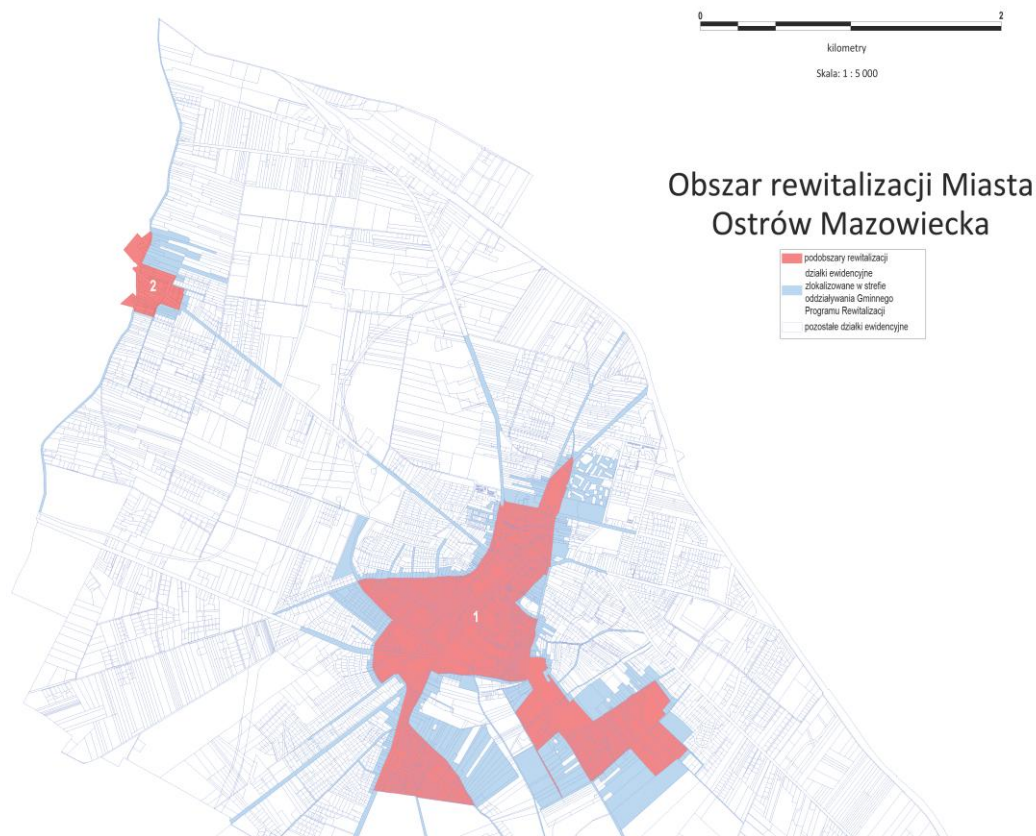 0 2
kilometry
Skala: 1 : 5 000
Obszar rewitalizacji Miasta
Ostrów Mazowiecka
podobszary rewitalizacji
działki ewidencyjne
zlokalizowane w strefie
oddziaływania Gminnego
Programu Rewitalizacji
pozostałe działki ewidencyjne
2
1